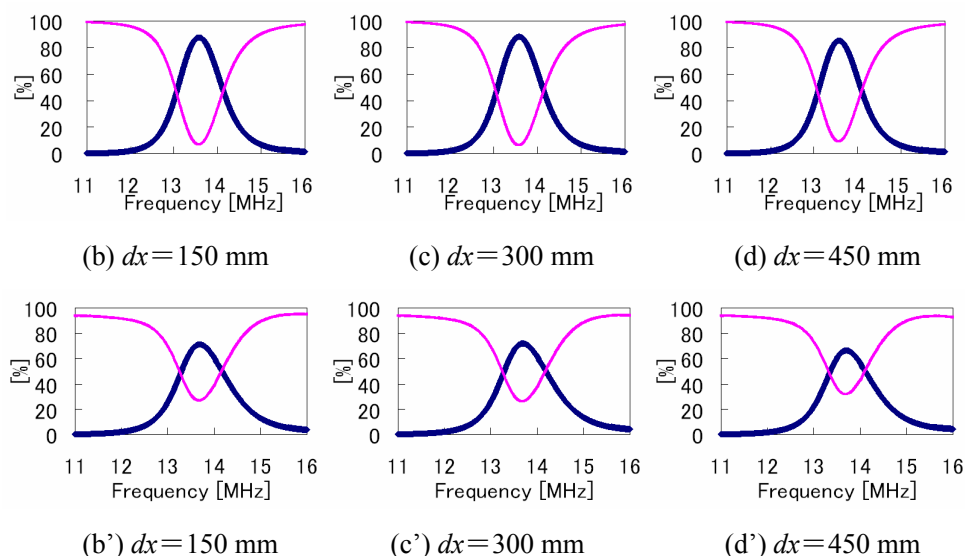 100
80
60
40
20
0
[%]
11 12 13 14 15 16
Frequency [MHz]
(b) dx＝150 mm
100
80
60
40
20
0
[%]
11 12 13 14 15 16
Frequency [MHz]
(c) dx＝300 mm
100
80
60
40
20
0
[%]
11 12 13 14 15 16
Frequency [MHz]
(d) dx＝450 mm
100
80
60
40
20
0
[%]
11 12 13 14 15 16
Frequency [MHz]
(b’) dx＝150 mm
100
80
60
40
20
0
[%]
11 12 13 14 15 16
Frequency [MHz]
(c’) dx＝300 mm
100
80
60
40
20
0
[%]
11 12 13 14 15 16
Frequency [MHz]
(d’) dx＝450 mm